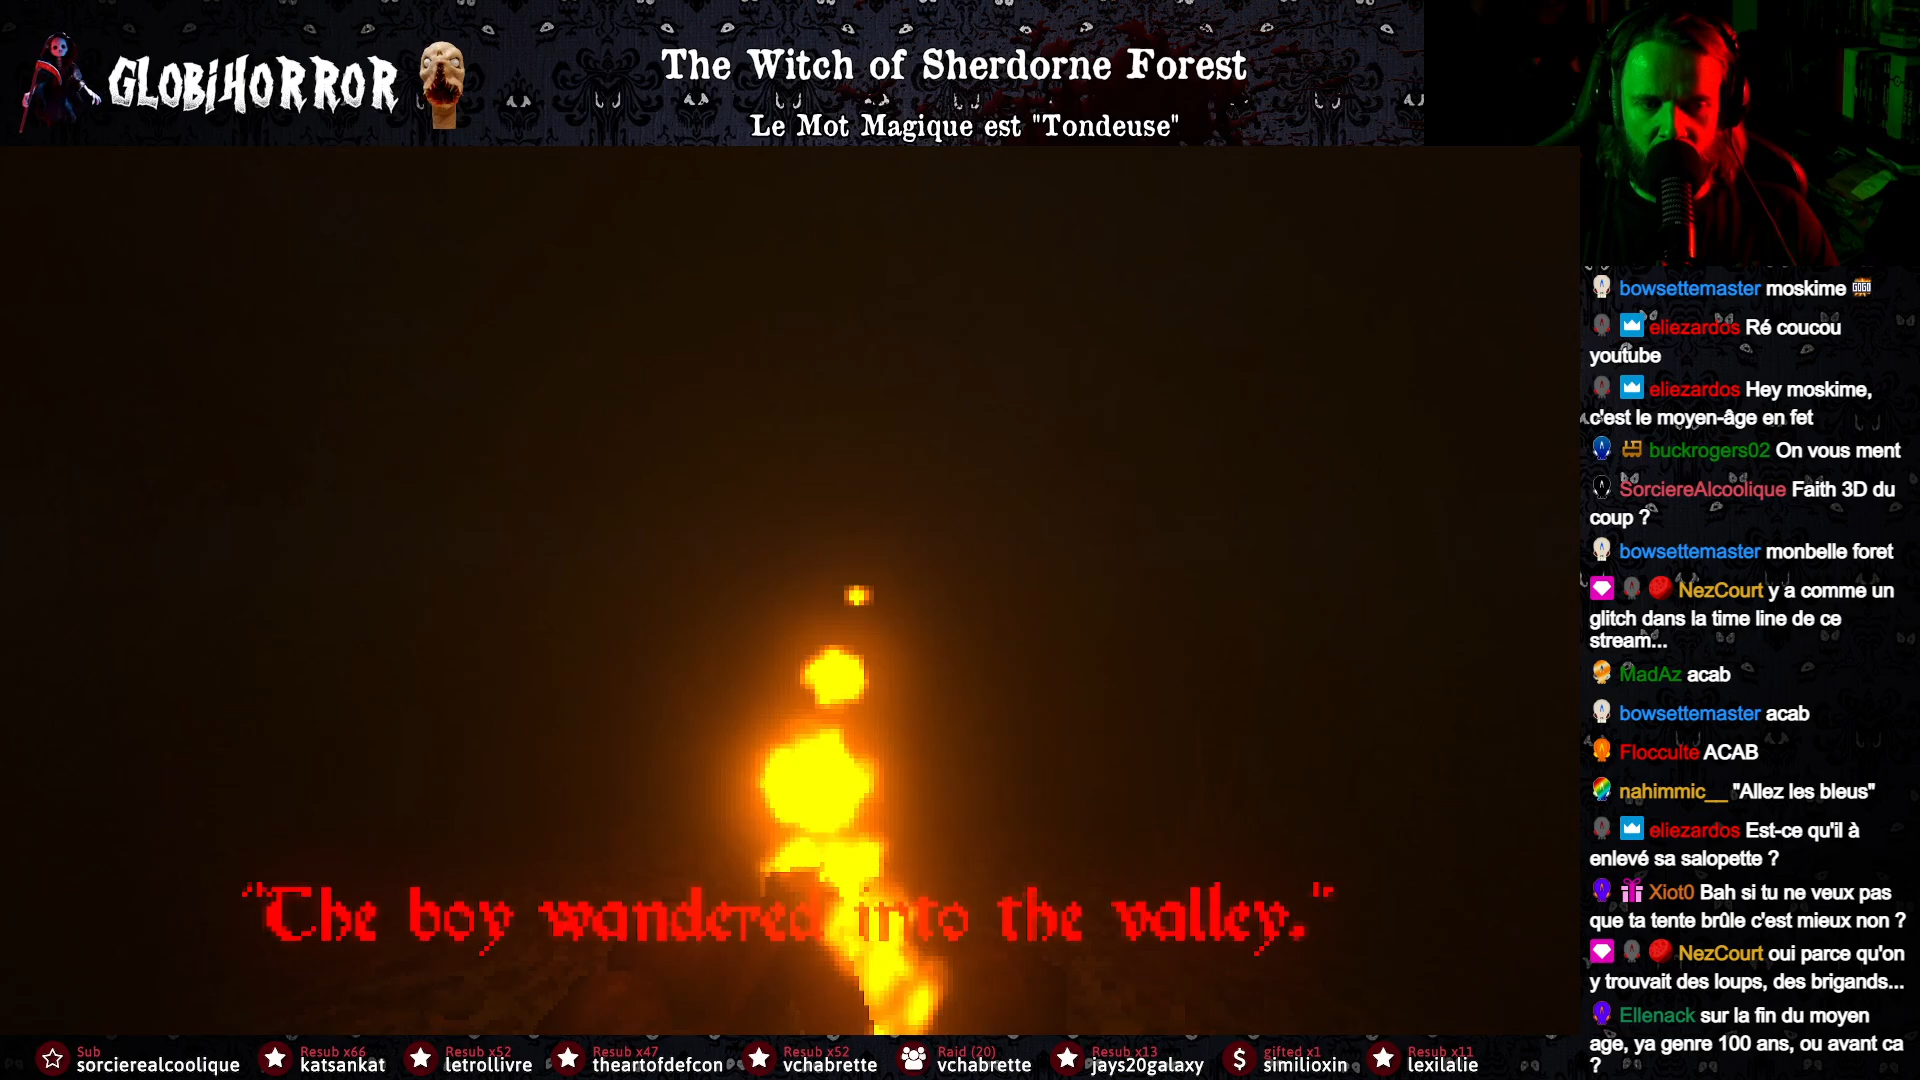 GLOBIHORROR
The Witch of Sherdorne Forest
Le Mot Magique est "Tondeuse"
bowsettemaster moskime GOGO
eliezardos Ré coucou
youtube
eliezardos Hey moskime,
c'est le moyen-âge en fet
buckrogers02 On vous ment
SorciereAlcoolique Faith 3D du
coup ?
bowsettemaster monbelle foret
NezCourt y a comme un
glitch dans la time line de ce
stream...
MadAz acab
bowsettemaster acab
Flocculte ACAB
nahimmic__ "Allez les bleus"
eliezardos Est-ce qu'il à
enlevé sa salopette ?
Xiot0 Bah si tu ne veux pas
que ta tente brûle c'est mieux non ?
NezCourt oui parce qu'on
y trouvait des loups, des brigands...
Ellenack sur la fin du moyen
age, ya genre 100 ans, ou avant ca
?
"The boy wandered into the valley."
Sub
sorcierealcoolique
Resub x66
katsankat
Resub x52
letrollivre
Resub x47
theartofdefcon
Resub x52
vchabrette
Raid (20)
vchabrette
Resub x13
jays20galaxy
gifted x1
similioxin
Resub x11
lexilalie